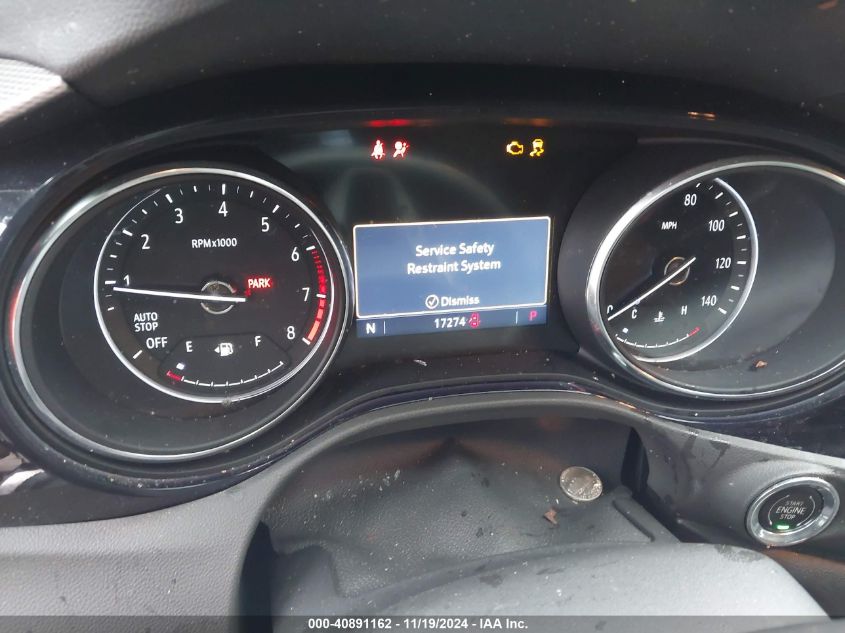 4
3
5
2
RPMx1000
6
1
PARK
7
AUTO
STOP
8
OFF
E
F
Service Safety
Restraint System
Dismiss
N
17274
P
80
MPH
100
120
0
140
C
H
START
ENGINE
STOP
000-40891162 - 11/19/2024 - IAA Inc.